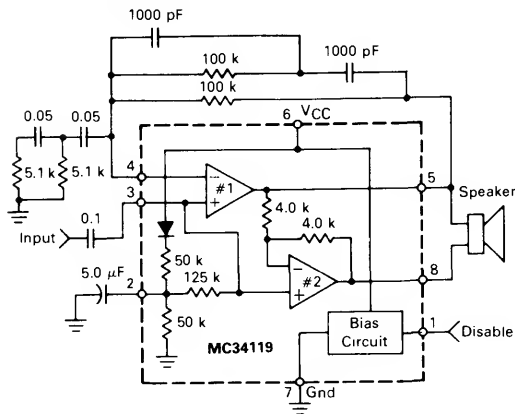 1000 pF
1000 pF
100 k
100 k
0.05
0.05
6
VCC
5.1 k
5.1 k
4
#1
5
Speaker
3
4.0 k
4.0 k
0.1
Input
50 k
5.0 µF
2
125 k
#2
8
50 k
Bias
Circuit
1
Disable
MC34119
7
Gnd